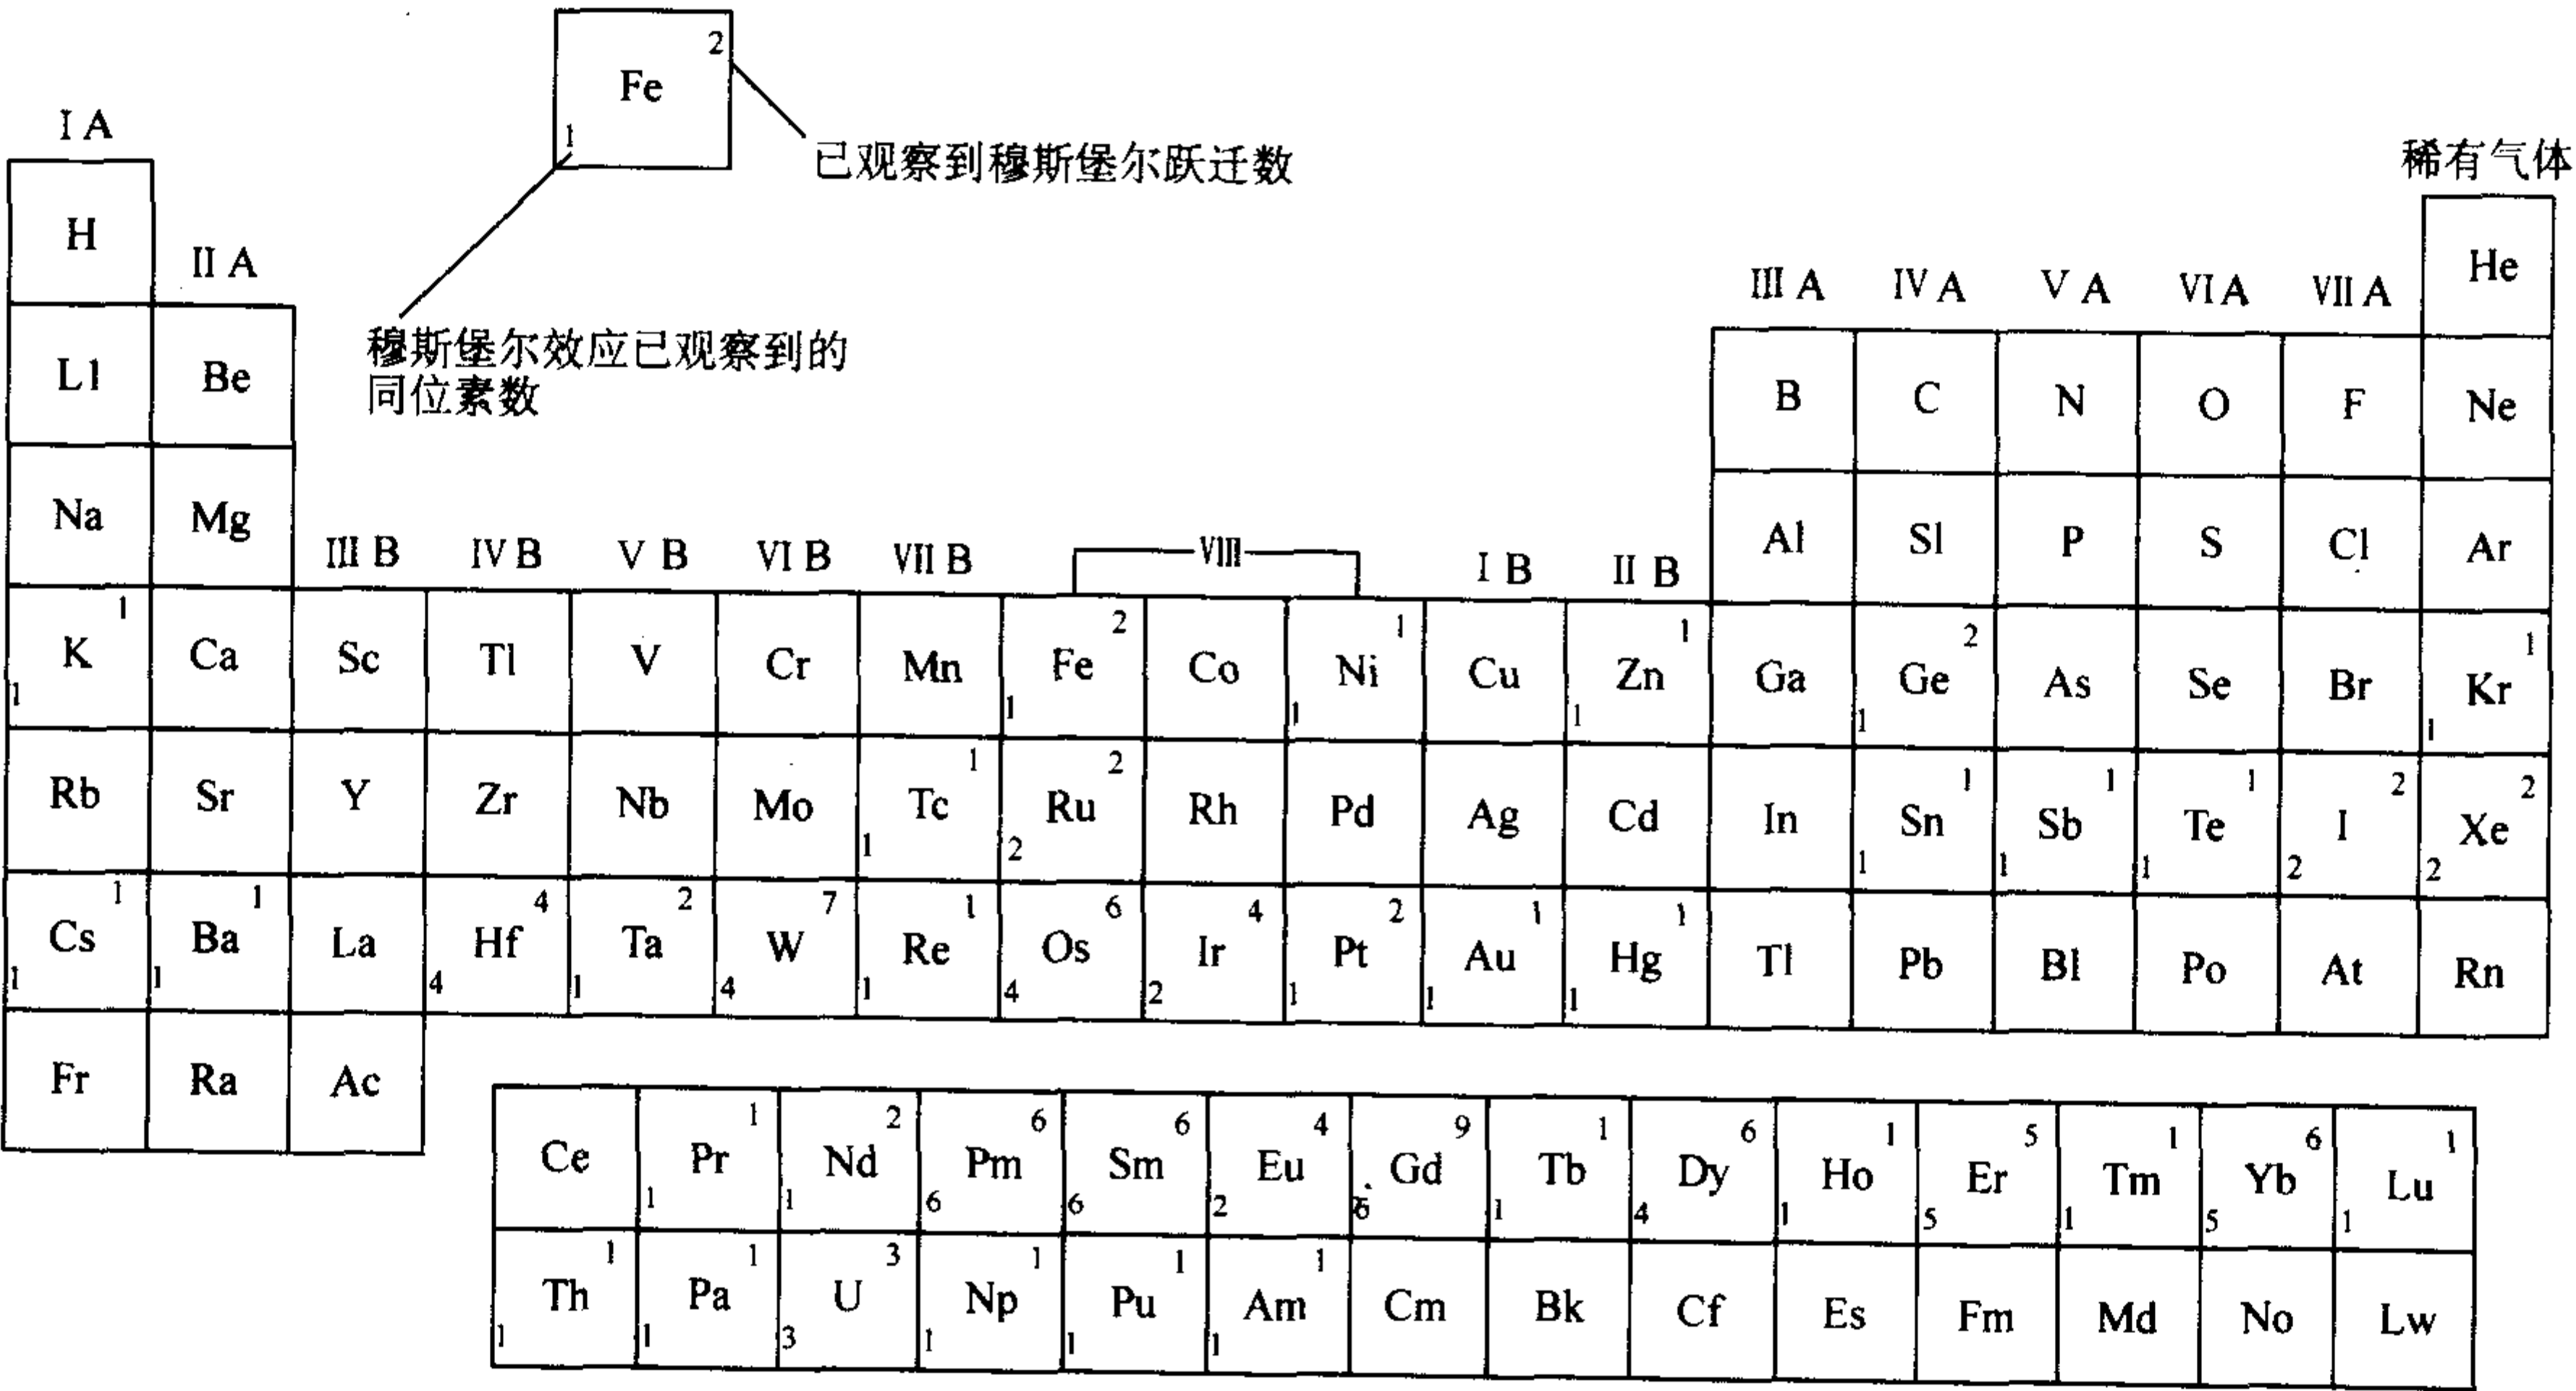 Fe 2
1
已观察到穆斯堡尔跃迁数
穆斯堡尔效应已观察到的
同位素数
I A
稀有气体
H
II A
III A IV A V A VI A VII A
He
Ll Be B C N O F Ne
Na Mg Al Sl P S Cl Ar
III B IV B V B VI B VII B VIII I B II B
1 2 1 1 2 1
K Ca Sc Tl V Cr Mn Fe Co Ni Cu Zn Ga Ge As Se Br Kr
1 1 1 1 1 1
1 2 1 1 1 2 2
Rb Sr Y Zr Nb Mo Tc Ru Rh Pd Ag Cd In Sn Sb Te I Xe
1 2 1 1 1 2 2
1 1 4 2 7 1 6 4 2 1 1
Cs Ba La Hf Ta W Re Os Ir Pt Au Hg Tl Pb Bl Po At Rn
1 1 4 1 4 1 4 2 1 1 1
Fr Ra Ac
1 2 6 6 4 9 1 6 1 5 1 6 1
Ce Pr Nd Pm Sm Eu Gd Tb Dy Ho Er Tm Yb Lu
1 1 6 6 2 1 4 1 5 1 5 1
1 1 3 1 1 1
Th Pa U Np Pu Am Cm Bk Cf Es Fm Md No Lw
1 1 3 1 1 1